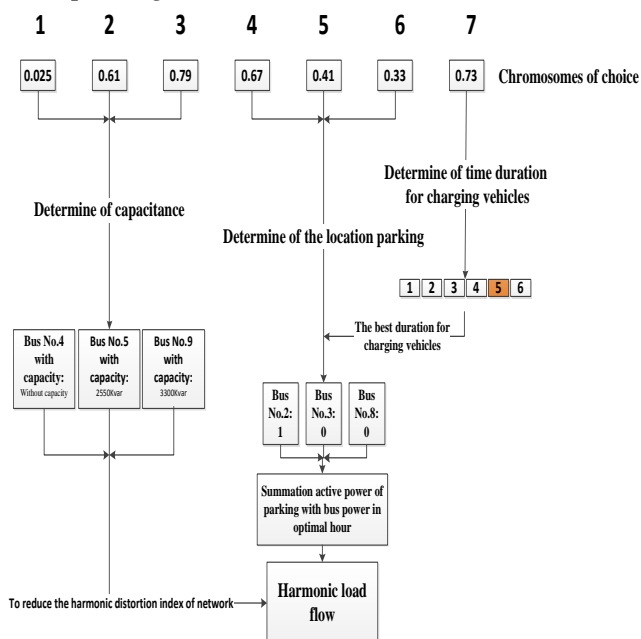 1 2 3 4 5 6 7
0.025 0.61 0.79 0.67 0.41 0.33 0.73 Chromosomes of choice
Determine of time duration
for charging vehicles
Determine of capacitance
Determine of the location parking
1 2 3 4 5 6
The best duration for
charging vehicles
Bus No.4
with
capacity:
Without capacity
Bus No.5
with
capacity:
2550Kvar
Bus No.9
with
capacity:
3300Kvar
Bus
No.2:
1
Bus
No.3:
0
Bus
No.8:
0
Summation active power of
parking with bus power in
optimal hour
To reduce the harmonic distortion index of network
Harmonic load
flow